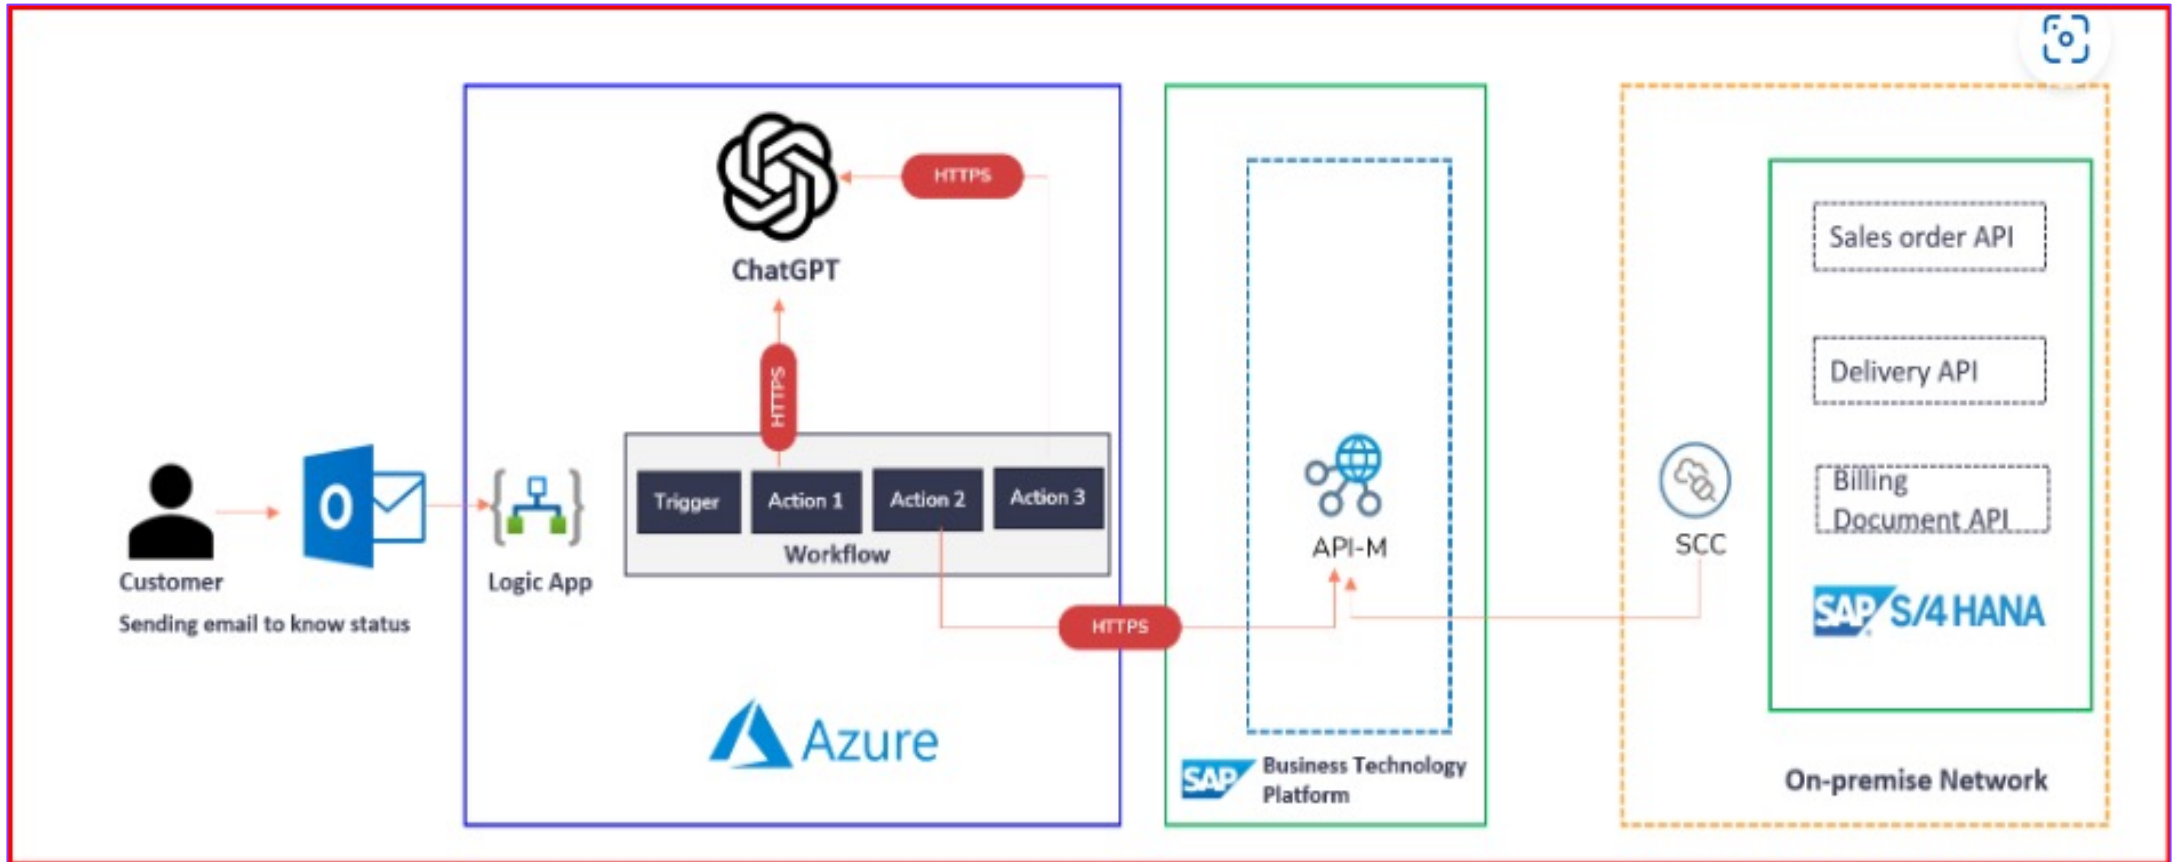 HTTPS
ChatGPT
HTTPS
Trigger
Action 1
Action 2
Action 3
Workflow
Customer
Sending email to know status
Logic App
HTTPS
Azure
API-M
SAP
Business Technology
Platform
SCC
Sales order API
Delivery API
Billing
Document API
SAP S/4 HANA
On-premise Network